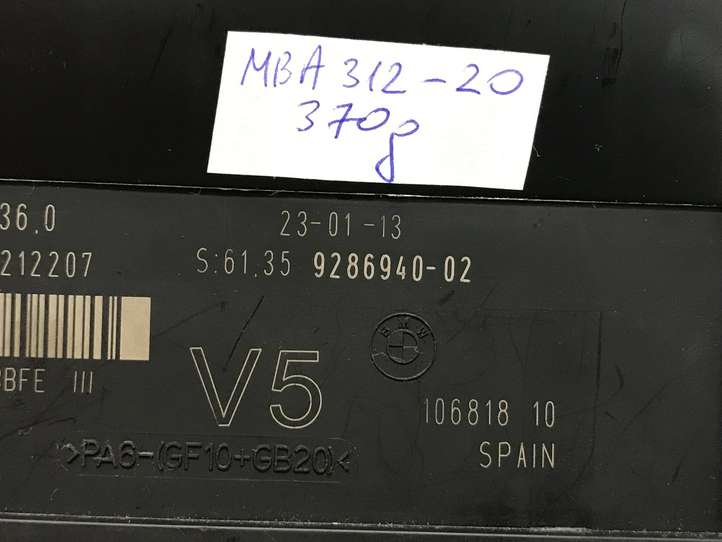 MBA 312-20
370g
36.0
23-01-13
212207
S:61.35 9286940-02
BMW
BFE III
V5
106818 10
>PA6-(GF10+GB20)<
SPAIN